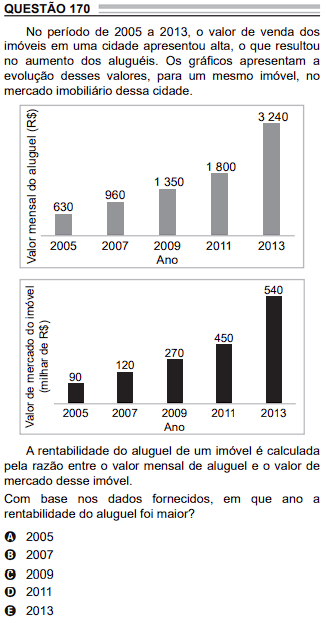 QUESTÃO 170
No período de 2005 a 2013, o valor de venda dos
imóveis em uma cidade apresentou alta, o que resultou
no aumento dos aluguéis. Os gráficos apresentam a
evolução desses valores, para um mesmo imóvel, no
mercado imobiliário dessa cidade.
Valor mensal do aluguel (R$)
630
960
1 350
1 800
3 240
2005 2007 2009 2011 2013
Ano
Valor de mercado do imóvel
(milhar de R$)
90
120
270
450
540
2005 2007 2009 2011 2013
Ano
A rentabilidade do aluguel de um imóvel é calculada
pela razão entre o valor mensal de aluguel e o valor de
mercado desse imóvel.
Com base nos dados fornecidos, em que ano a
rentabilidade do aluguel foi maior?
A 2005
B 2007
C 2009
D 2011
E 2013